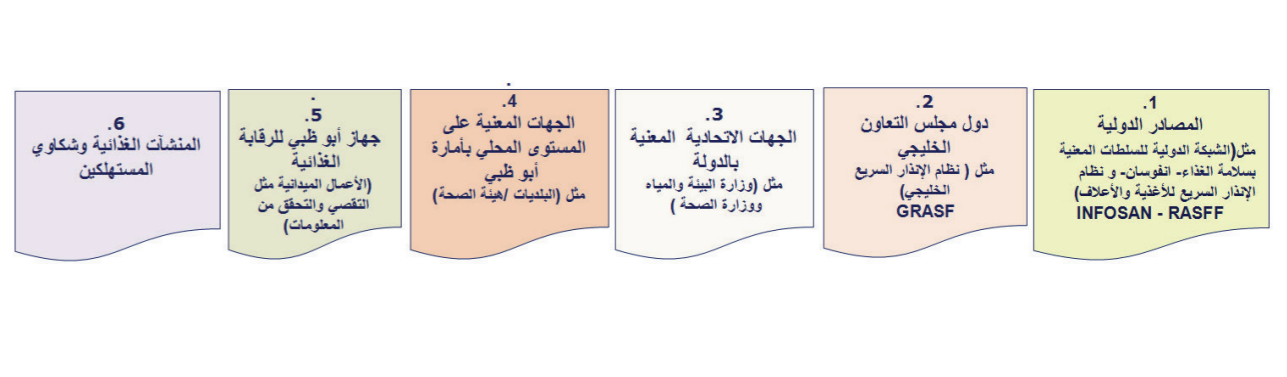 1.
المصادر الدولية
مثل(الشبكة الدولية للسلطات المعنية
بسلامة الغذاء- انفوسان- و نظام
الإنذار السريع للأغذية والأعلاف)
INFOSAN - RASFF
2.
دول مجلس التعاون
الخليجي
مثل ( نظام الإنذار السريع
الخليجي)
GRASF
3.
الجهات الاتحادية المعنية
بالدولة
مثل (وزارة البيئة والمياه
ووزارة الصحة )
4.
الجهات المعنية على
المستوى المحلي بأمارة
أبو ظبي
مثل (البلديات /هيئة الصحة)
5.
جهاز أبو ظبي للرقابة
الغذائية
(الأعمال الميدانية مثل
التقصي والتحقق من
المعلومات)
6.
المنشآت الغذائية وشكاوي
المستهلكين